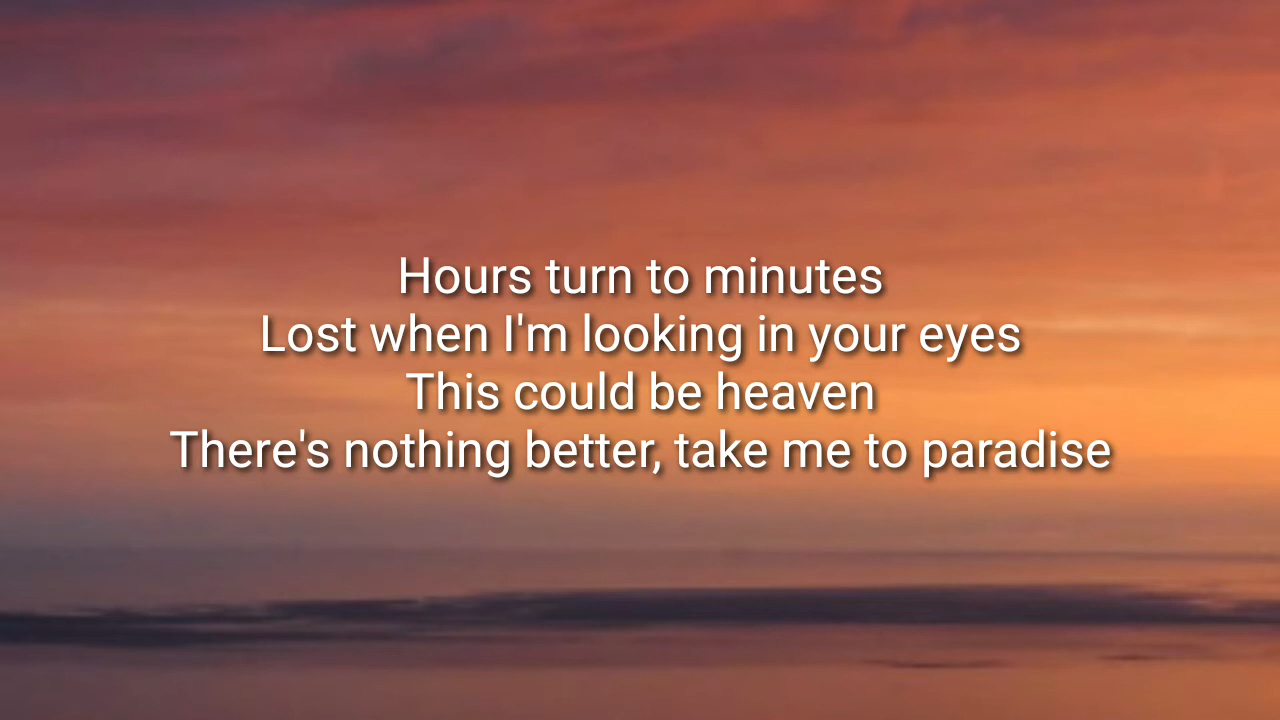 Hours turn to minutes
Lost when I'm looking in your eyes
This could be heaven
There's nothing better, take me to paradise